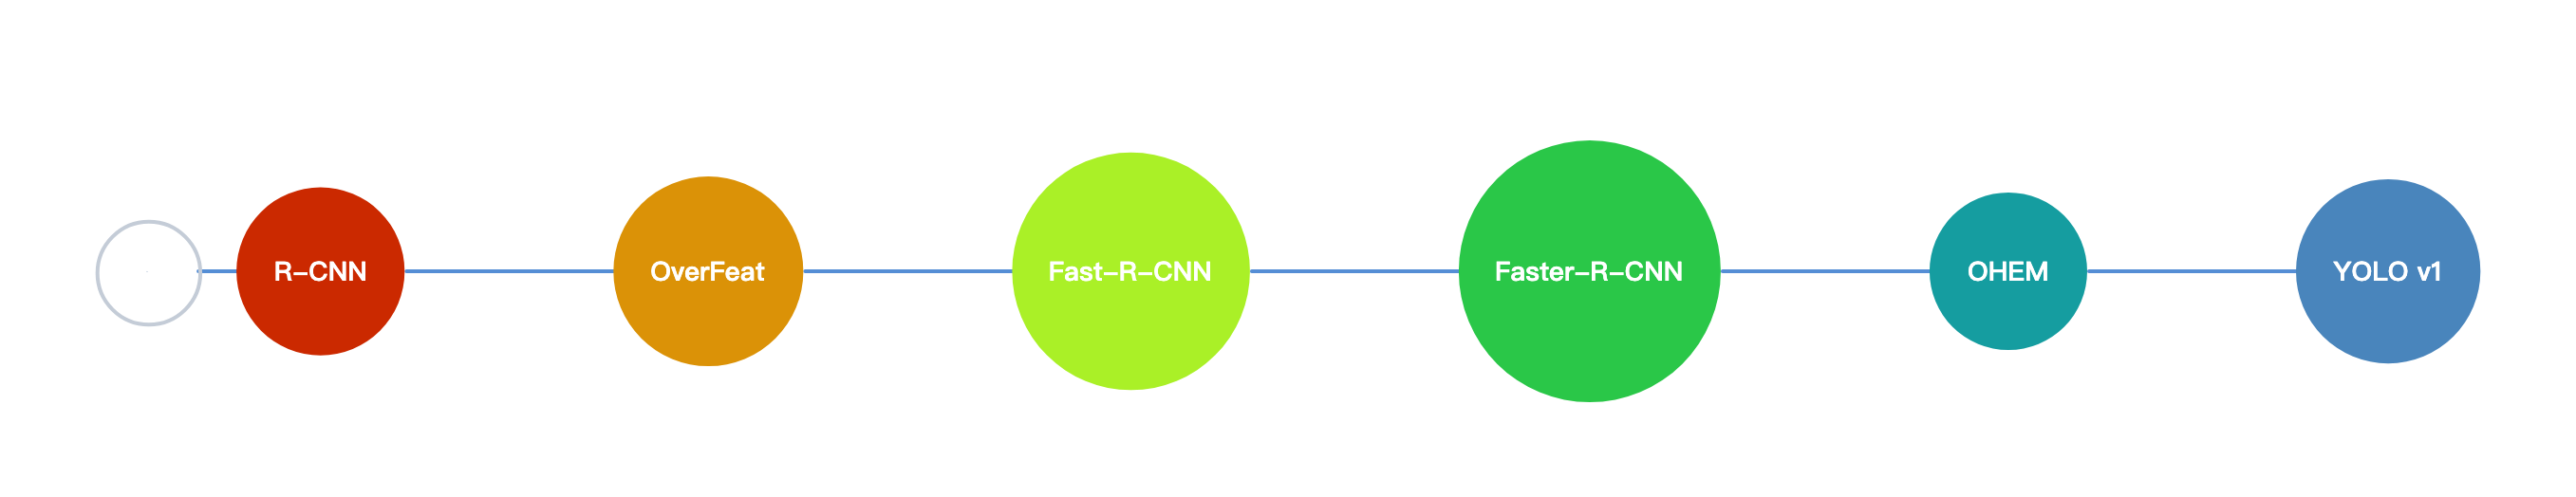 R-CNN
OverFeat
Fast-R-CNN
Faster-R-CNN
OHEM
YOLO v1